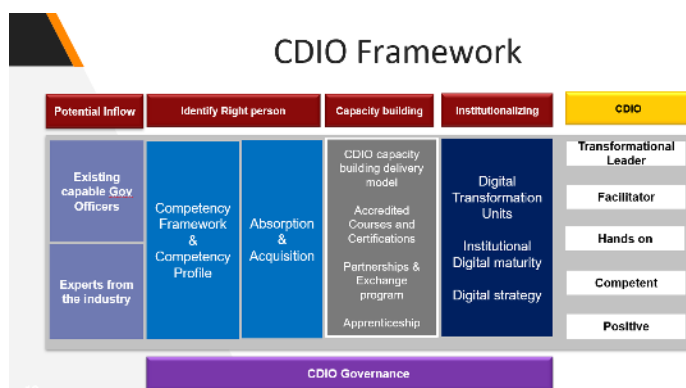 CDIO Framework
Potential Inflow
Identify Right person
Capacity building
Institutionalizing
CDIO
Existing
capable Gov
Officers
Experts from
the industry
Competency
Framework
&
Competency
Profile
Absorption
&
Acquisition
CDIO capacity
building delivery
model
Accredited
Courses and
Certifications
Partnerships &
Exchange
program
Apprenticeship
Digital
Transformation
Units
Institutional
Digital maturity
Digital strategy
Transformational
Leader
Facilitator
Hands on
Competent
Positive
CDIO Governance